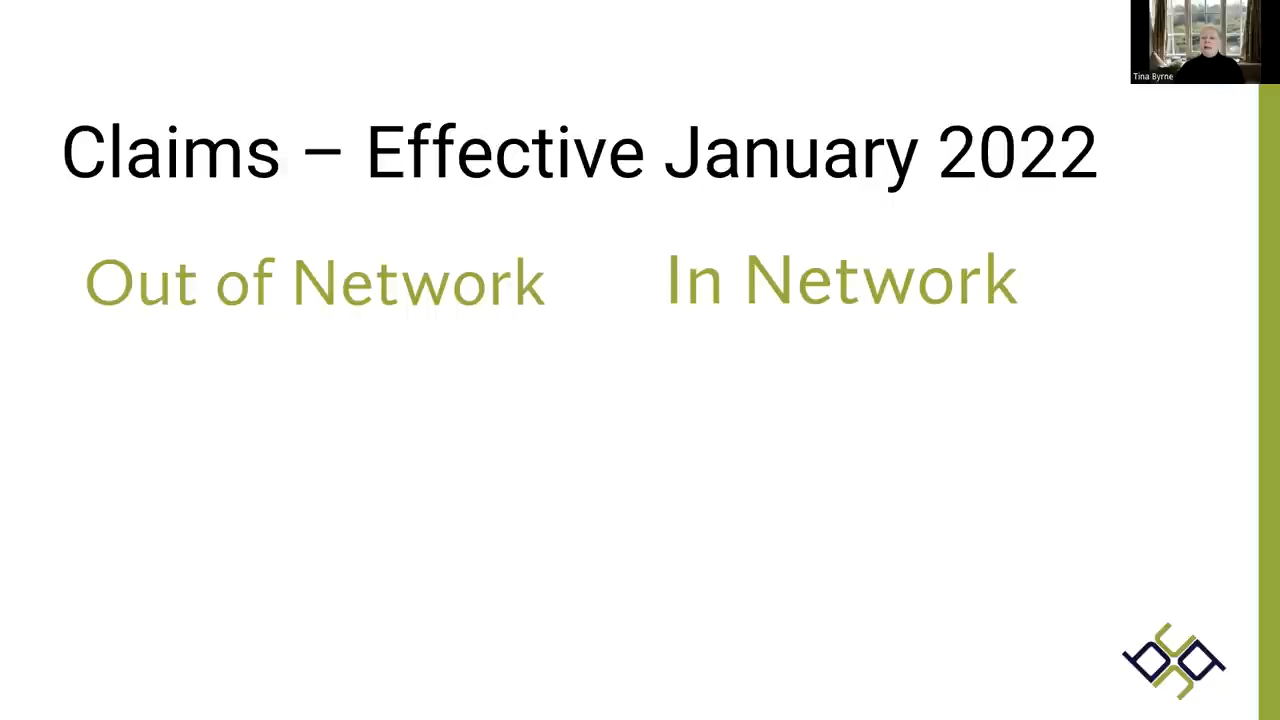 Tina Byrne
Claims – Effective January 2022
Out of Network
In Network